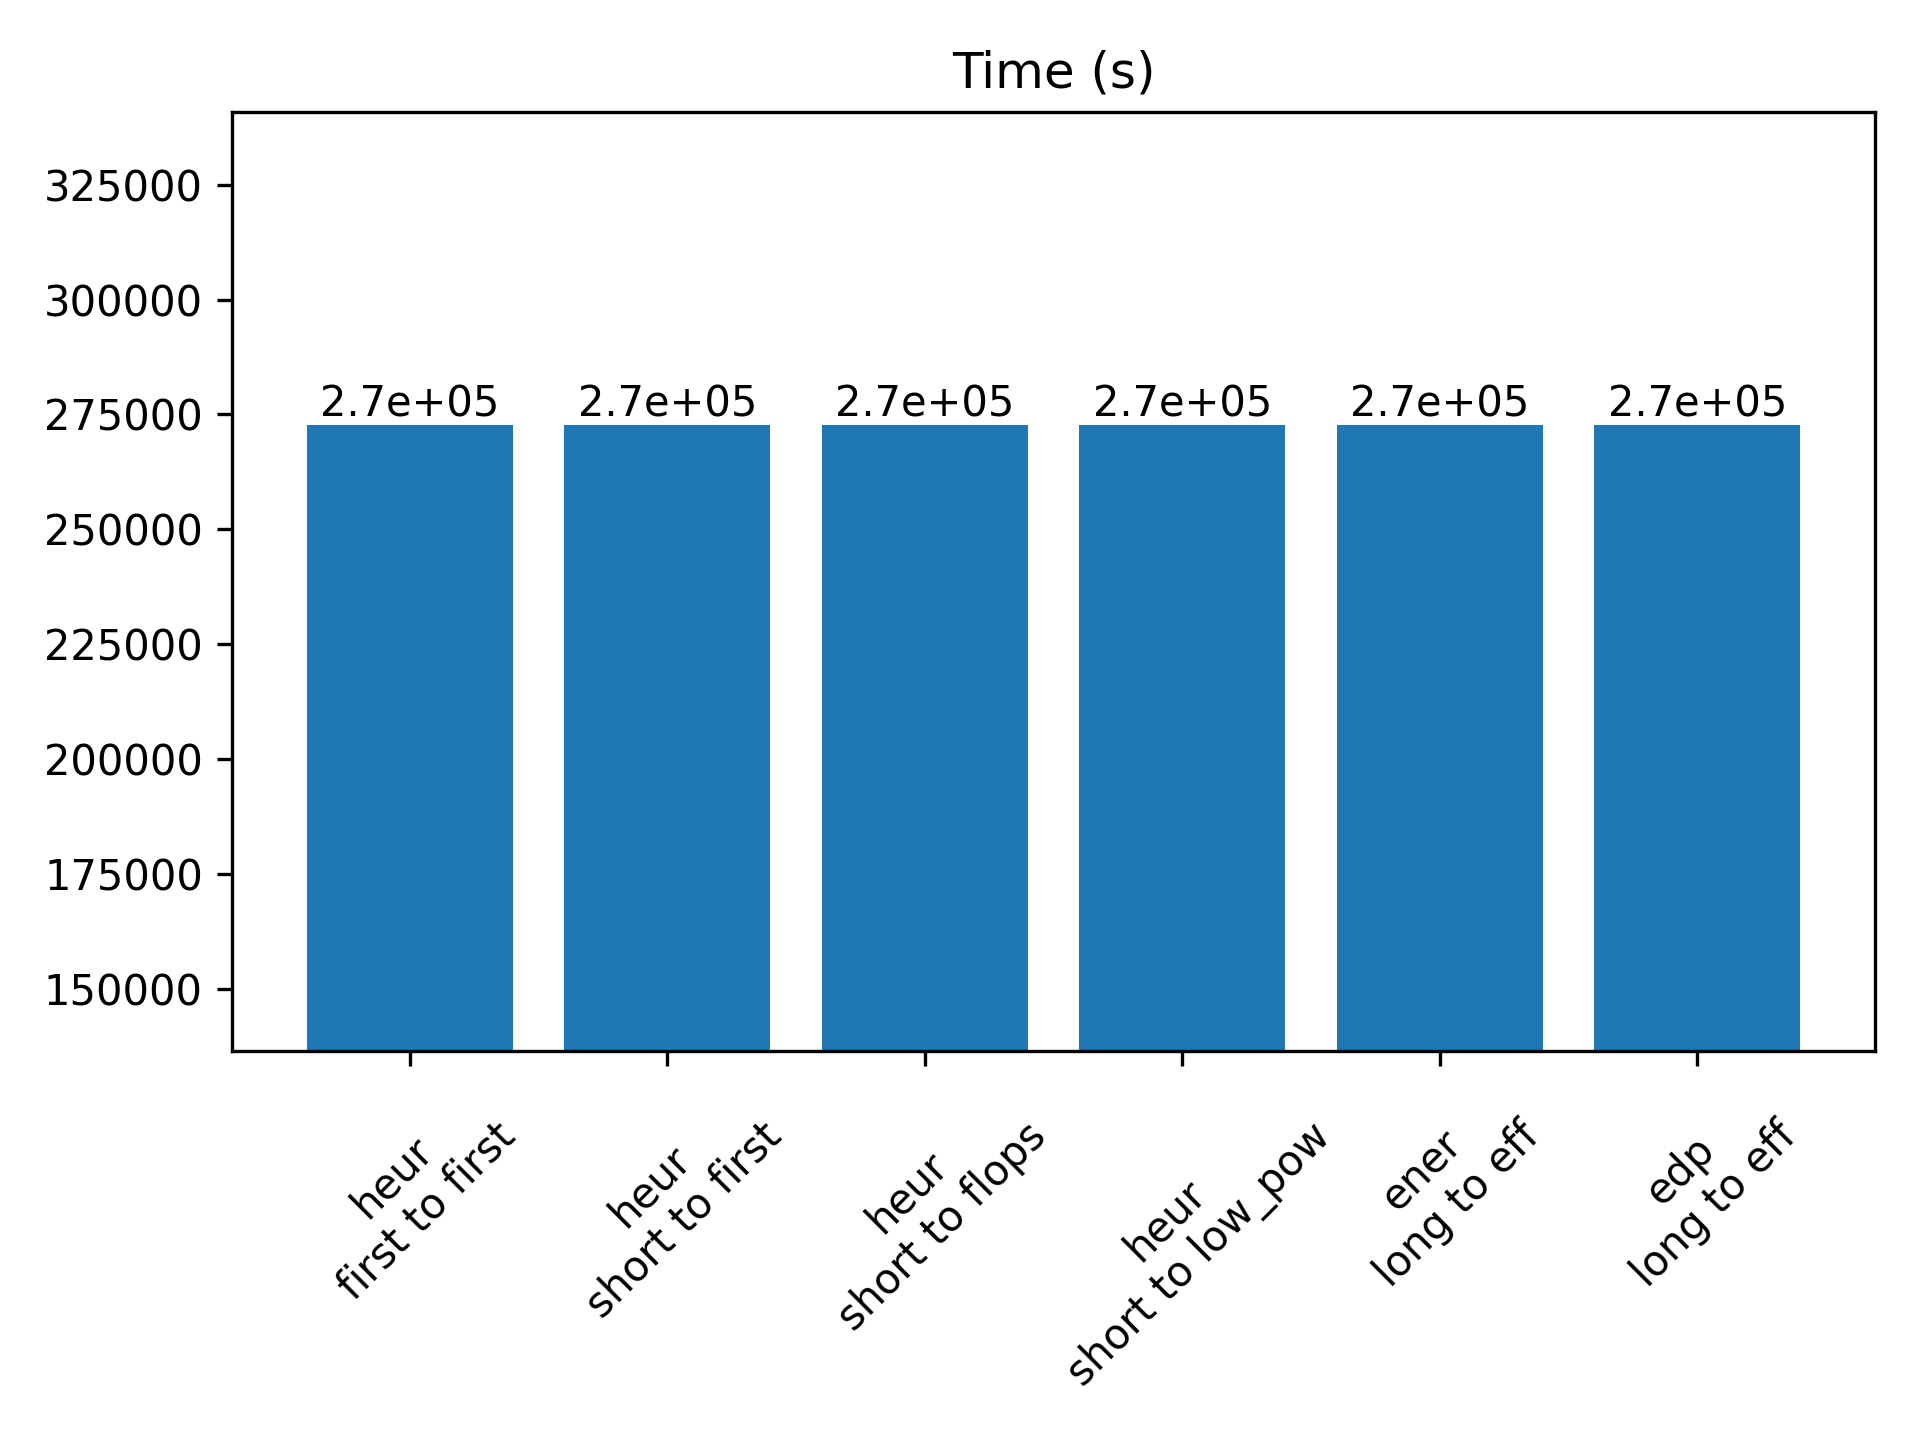 Time (s)
325000
300000
275000
250000
225000
200000
175000
150000
2.7e+05
2.7e+05
2.7e+05
2.7e+05
2.7e+05
2.7e+05
heur
first to first
heur
short to first
heur
short to flops
heur
short to low_pow
ener
long to eff
edp
long to eff